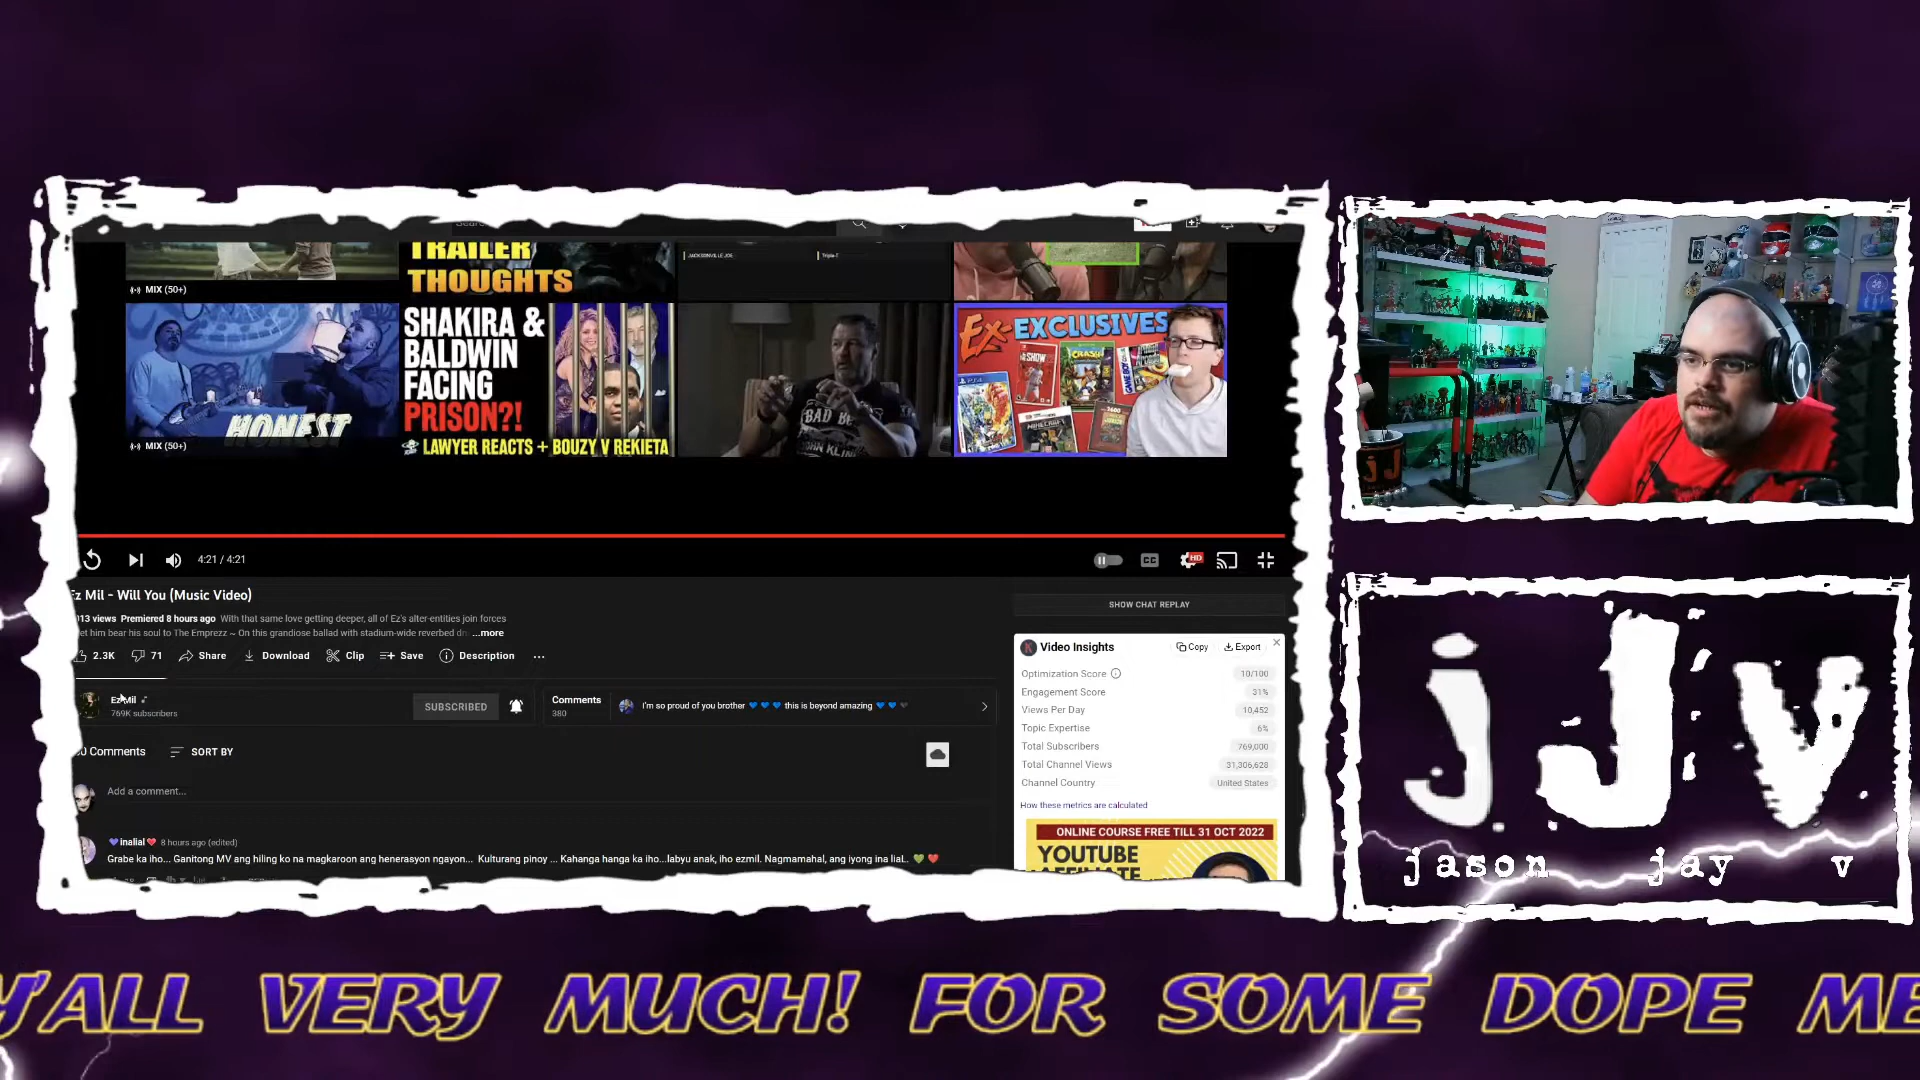 TRAILER
THOUGHTS
JACKSONVILLE JOE
Triple-T
MIX (50+)
HONEST
MIX (50+)
SHAKIRA &
BALDWIN
FACING
PRISON?!
LAWYER REACTS + BOUZY V REKIETA
EX-EXCLUSIVES
4:21 / 4:21
CC
HD
Ez Mil - Will You (Music Video)
views Premiered 8 hours ago With that same love getting deeper, all of Ez's alter-entities join forces
him bear his soul to The Emprezz ~ On this grandiose ballad with stadium-wide reverbed ...more
2.3K 71 Share Download Clip Save Description ...
Ez Mil
769K subscribers
SUBSCRIBED
Comments
380
I'm so proud of you brother 💙 💙 💙 this is beyond amazing 💙 💙
Comments SORT BY
Add a comment...
💜inalial❤️ 8 hours ago (edited)
Grabe ka iho... Ganitong MV ang hiling ko na magkaroon ang henerasyon ngayon... Kulturang pinoy ... Kahanga hanga ka iho...labyu anak, iho ezmil. Nagmamahal, ang iyong ina lial.. 💚 ❤️
SHOW CHAT REPLAY
Video Insights Copy Export
Optimization Score 10/100
Engagement Score 31%
Views Per Day 10,452
Topic Expertise 6%
Total Subscribers 769,000
Total Channel Views 31,306,628
Channel Country United States
How these metrics are calculated
ONLINE COURSE FREE TILL 31 OCT 2022
YOUTUBE
AFFILIATE
jJv
jason jay v
Y'ALL VERY MUCH! FOR SOME DOPE ME